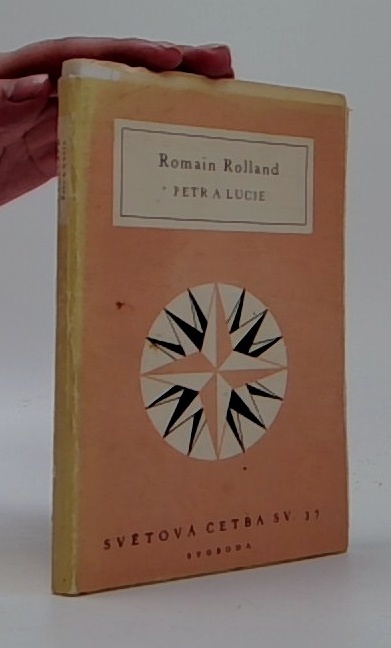 Romain Rolland
PETR A LUCIE
SVĚTOVÁ ČETBA SV. 37
SVOBODA